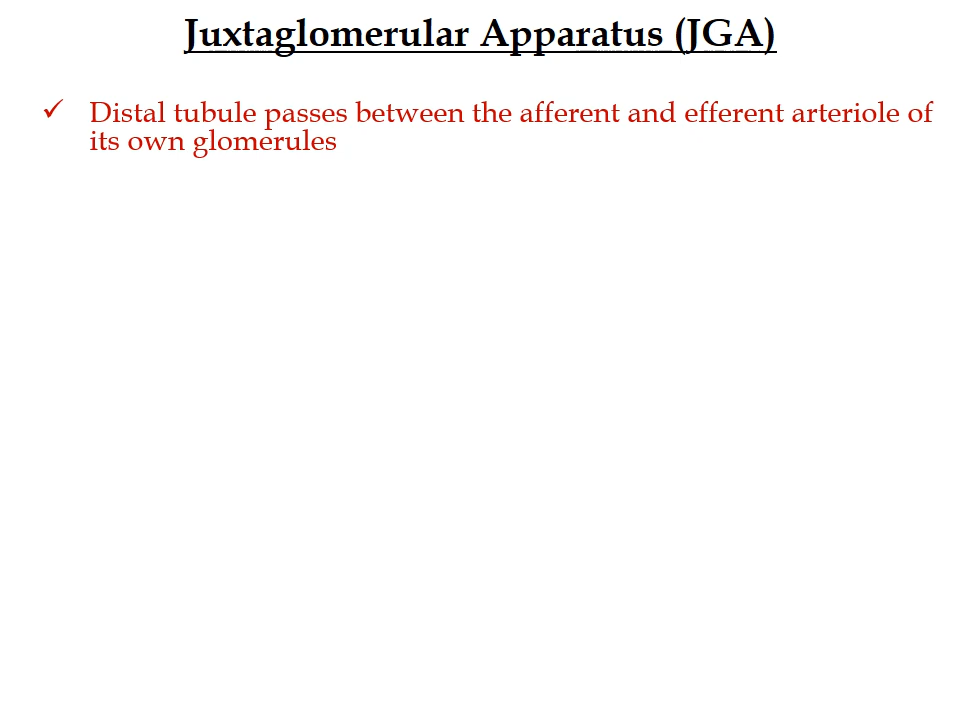 Juxtaglomerular Apparatus (JGA)
✓ Distal tubule passes between the afferent and efferent arteriole of
its own glomerules